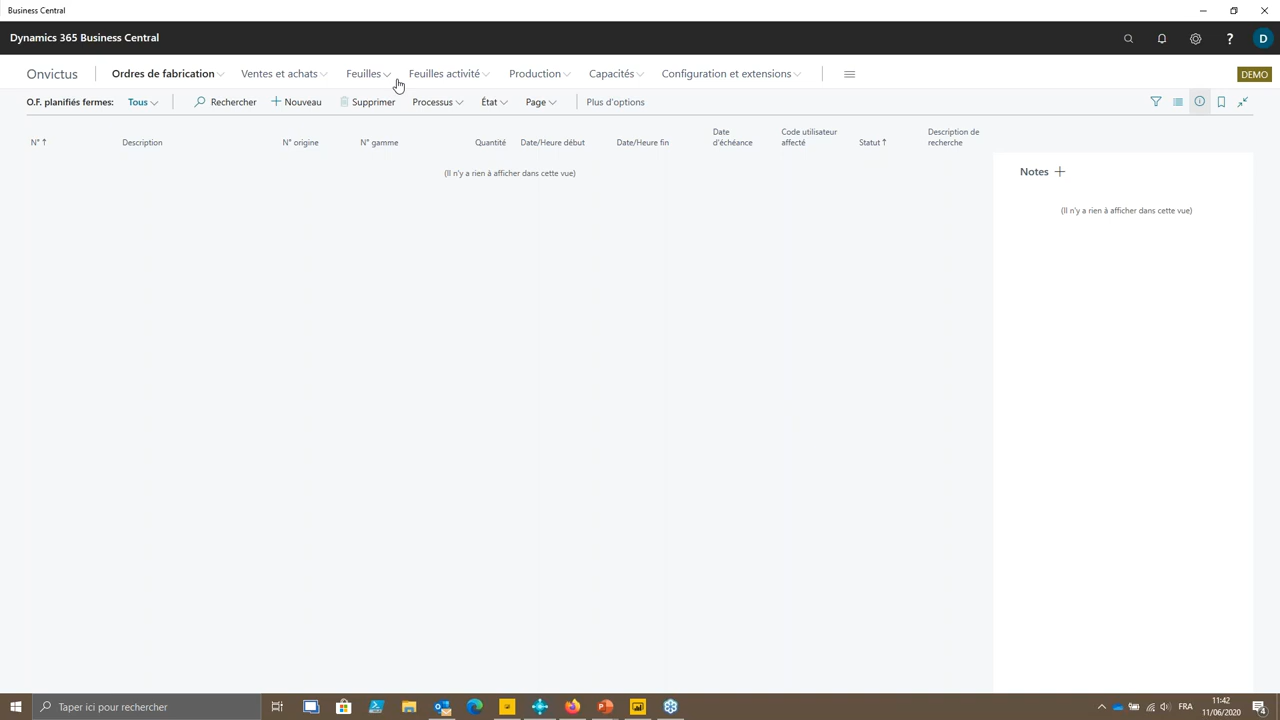 Business Central
Dynamics 365 Business Central
? D
Onvictus Ordres de fabrication Ventes et achats Feuilles Feuilles activité Production Capacités Configuration et extensions DEMO
O.F. planifiés fermes: Tous Rechercher Nouveau Supprimer Processus État Page Plus d'options
N° ↑ Description N° origine N° gamme Quantité Date/Heure début Date/Heure fin Date d'échéance Code utilisateur affecté Statut ↑ Description de recherche
(Il n'y a rien à afficher dans cette vue)
Notes
(Il n'y a rien à afficher dans cette vue)
Taper ici pour rechercher
FRA
11:42
11/06/2020
4